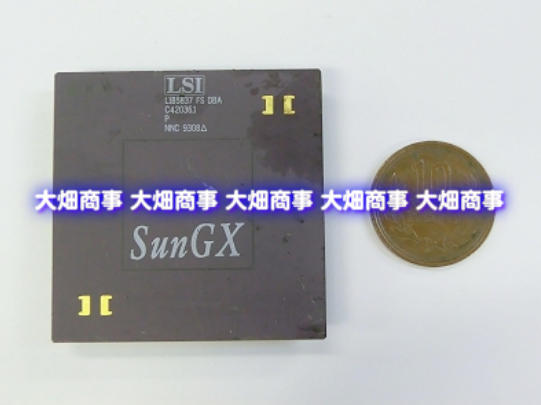 LSI
L1B5837 FS DBA
C420361
P
NNC 9308△
大畑商事 大畑商事 大畑商事 大畑商事 大畑商事
SunGX